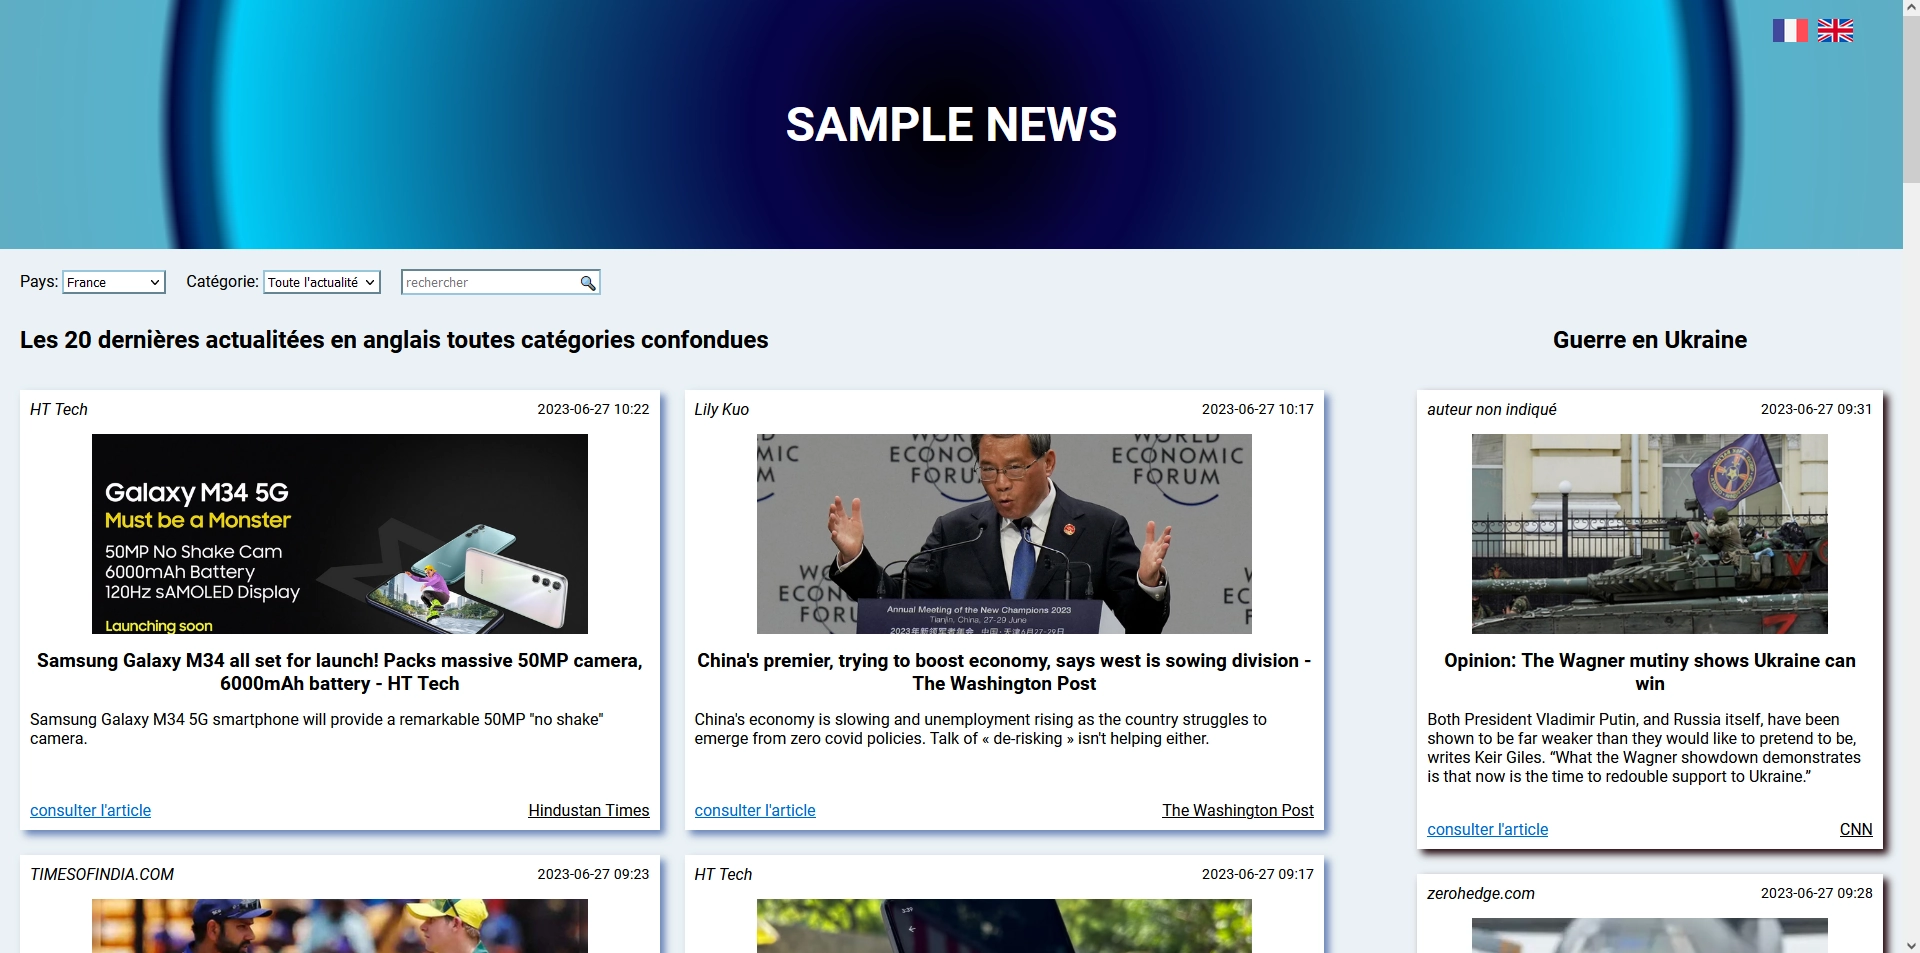 SAMPLE NEWS
Pays: France Catégorie: Toute l'actualité rechercher
Les 20 dernières actualitées en anglais toutes catégories confondues
Guerre en Ukraine
HT Tech 2023-06-27 10:22
Galaxy M34 5G
Must be a Monster
50MP No Shake Cam
6000mAh Battery
120Hz sAMOLED Display
Launching soon
Samsung Galaxy M34 all set for launch! Packs massive 50MP camera,
6000mAh battery - HT Tech
Samsung Galaxy M34 5G smartphone will provide a remarkable 50MP "no shake"
camera.
consulter l'article Hindustan Times
Lily Kuo 2023-06-27 10:17
WORLD
ECONOMIC
FORUM
WORLD
ECONOMIC
FORUM
Annual Meeting of the New Champions 2023
Tianjin, China, 27-29 June
China's premier, trying to boost economy, says west is sowing division -
The Washington Post
China's economy is slowing and unemployment rising as the country struggles to
emerge from zero covid policies. Talk of « de-risking » isn't helping either.
consulter l'article The Washington Post
auteur non indiqué 2023-06-27 09:31
Opinion: The Wagner mutiny shows Ukraine can
win
Both President Vladimir Putin, and Russia itself, have been
shown to be far weaker than they would like to pretend to be,
writes Keir Giles. “What the Wagner showdown demonstrates
is that now is the time to redouble support to Ukraine.”
consulter l'article CNN
TIMESOFINDIA.COM 2023-06-27 09:23
HT Tech 2023-06-27 09:17
zerohedge.com 2023-06-27 09:28